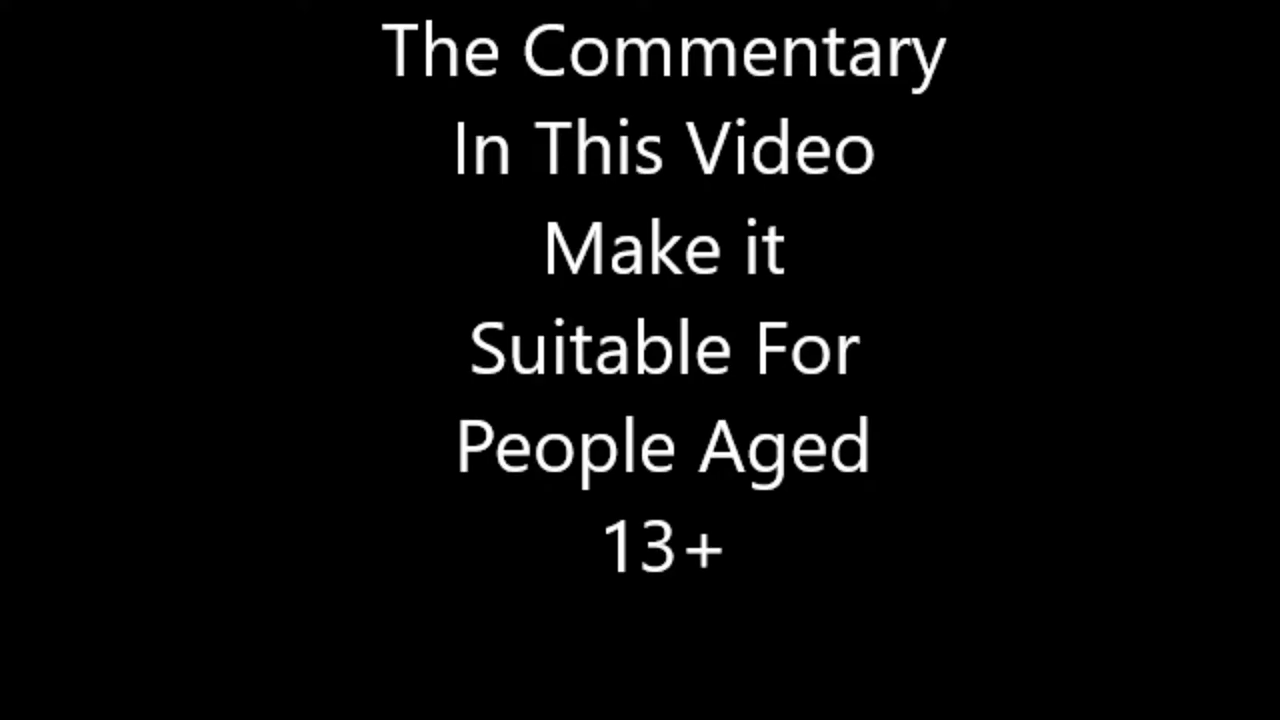 The Commentary
In This Video
Make it
Suitable For
People Aged
13+